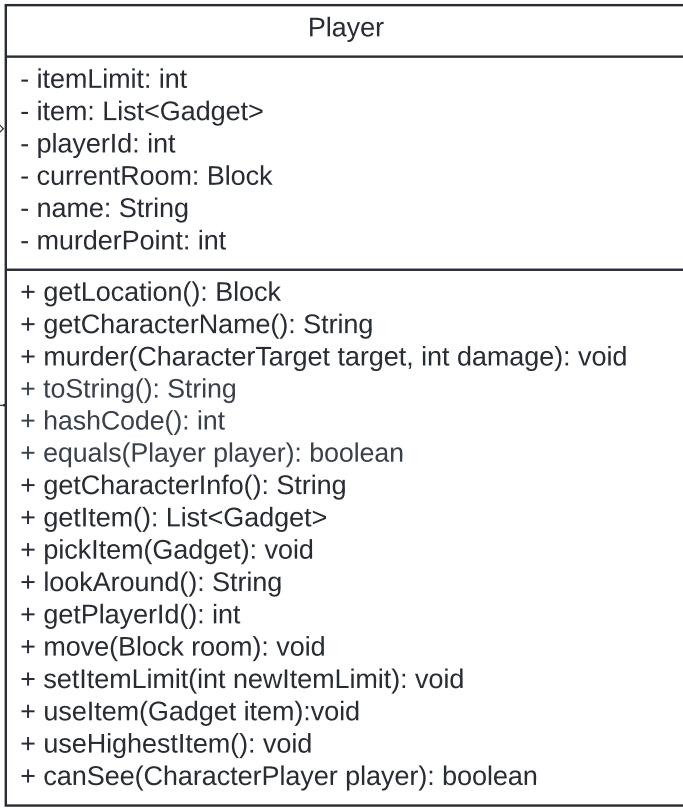 Player
- itemLimit: int
- item: List<Gadget>
- playerId: int
- currentRoom: Block
- name: String
- murderPoint: int
+ getLocation(): Block
+ getCharacterName(): String
+ murder(CharacterTarget target, int damage): void
+ toString(): String
+ hashCode(): int
+ equals(Player player): boolean
+ getCharacterInfo(): String
+ getItem(): List<Gadget>
+ pickItem(Gadget): void
+ lookAround(): String
+ getPlayerId(): int
+ move(Block room): void
+ setItemLimit(int newItemLimit): void
+ useItem(Gadget item):void
+ useHighestItem(): void
+ canSee(CharacterPlayer player): boolean